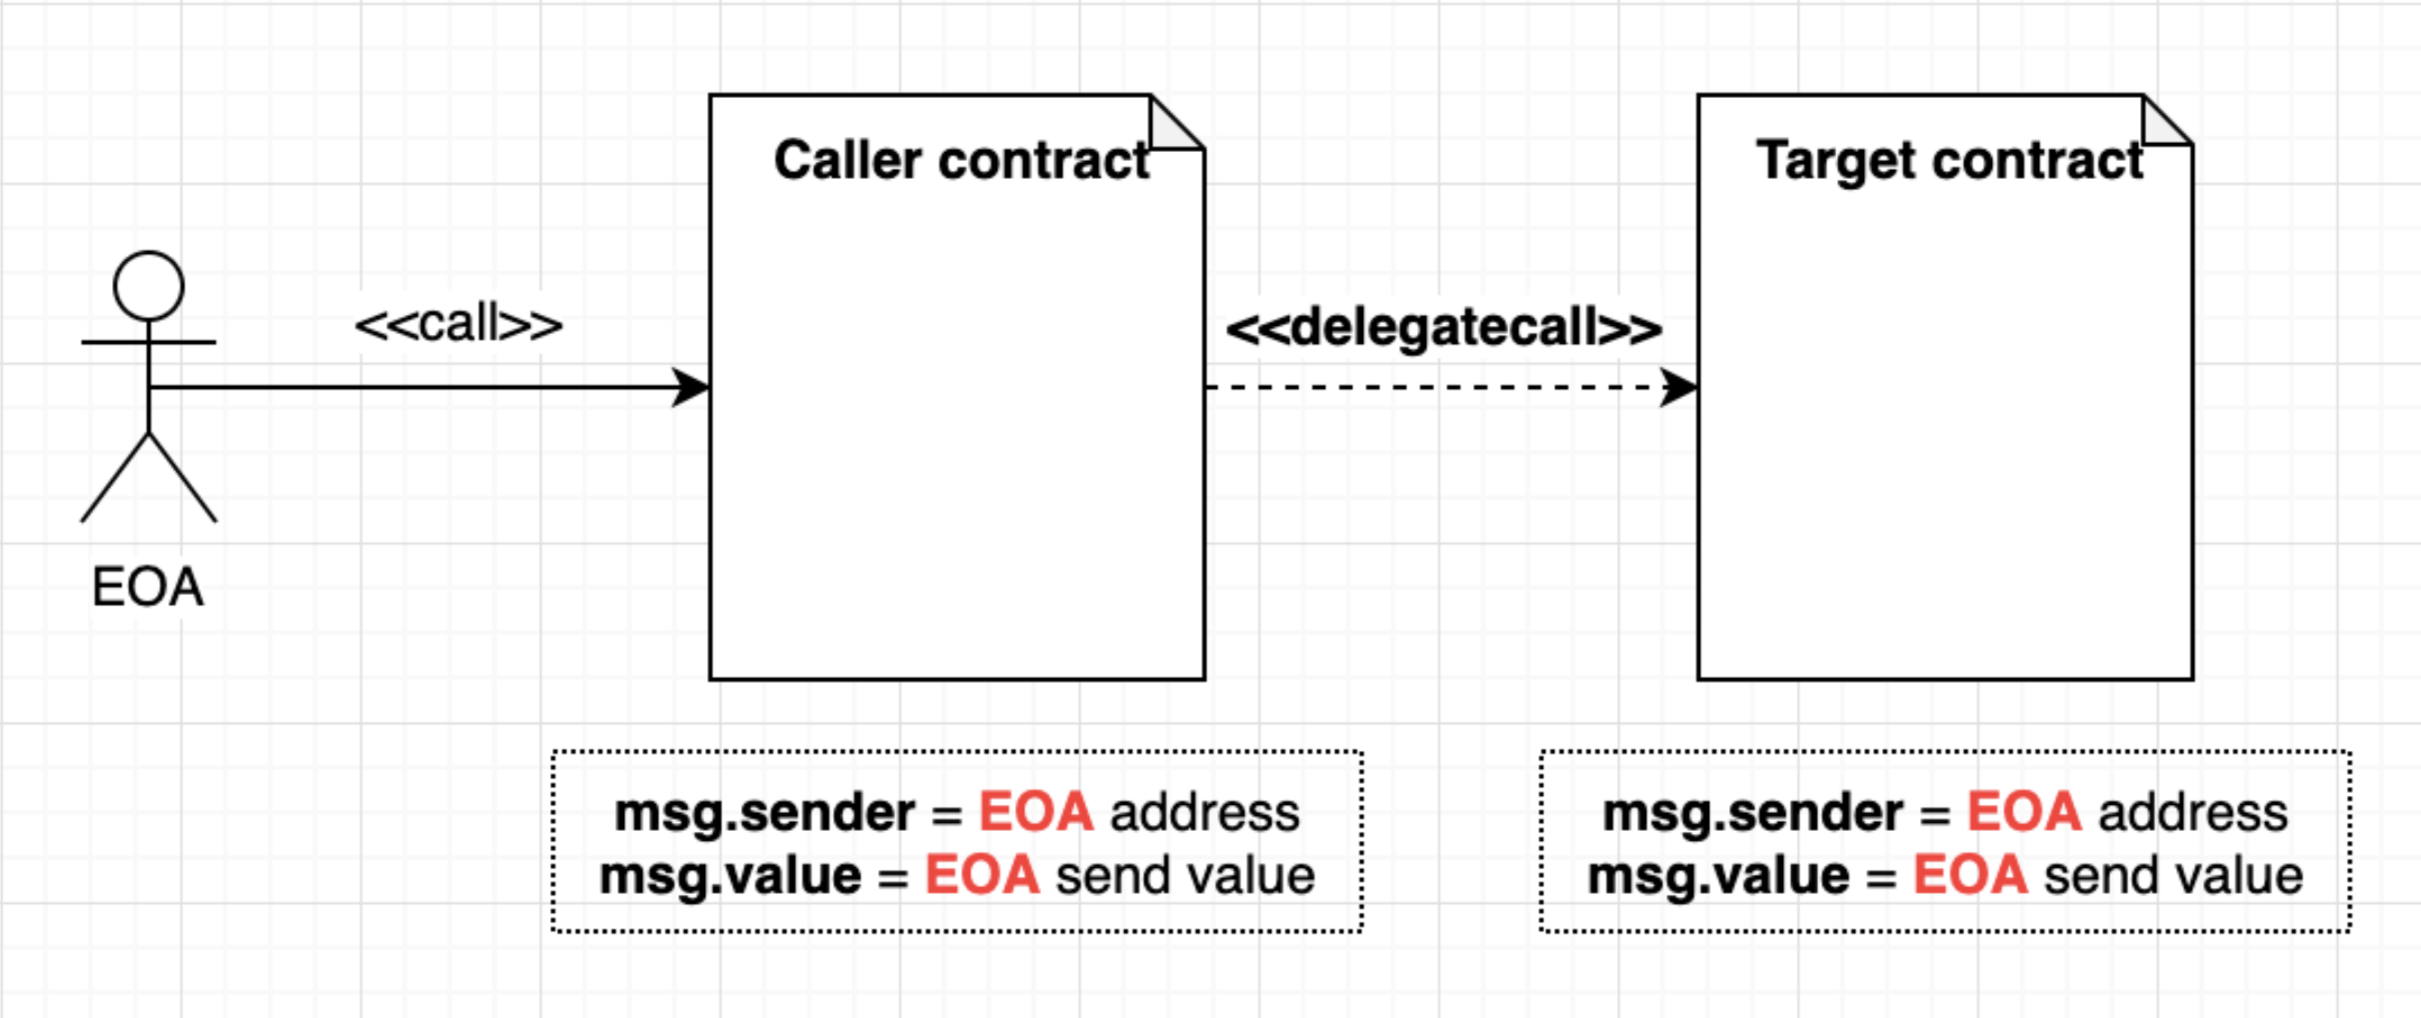 Caller contract
Target contract
<<call>>
<<delegatecall>>
EOA
msg.sender = EOA address
msg.value = EOA send value
msg.sender = EOA address
msg.value = EOA send value